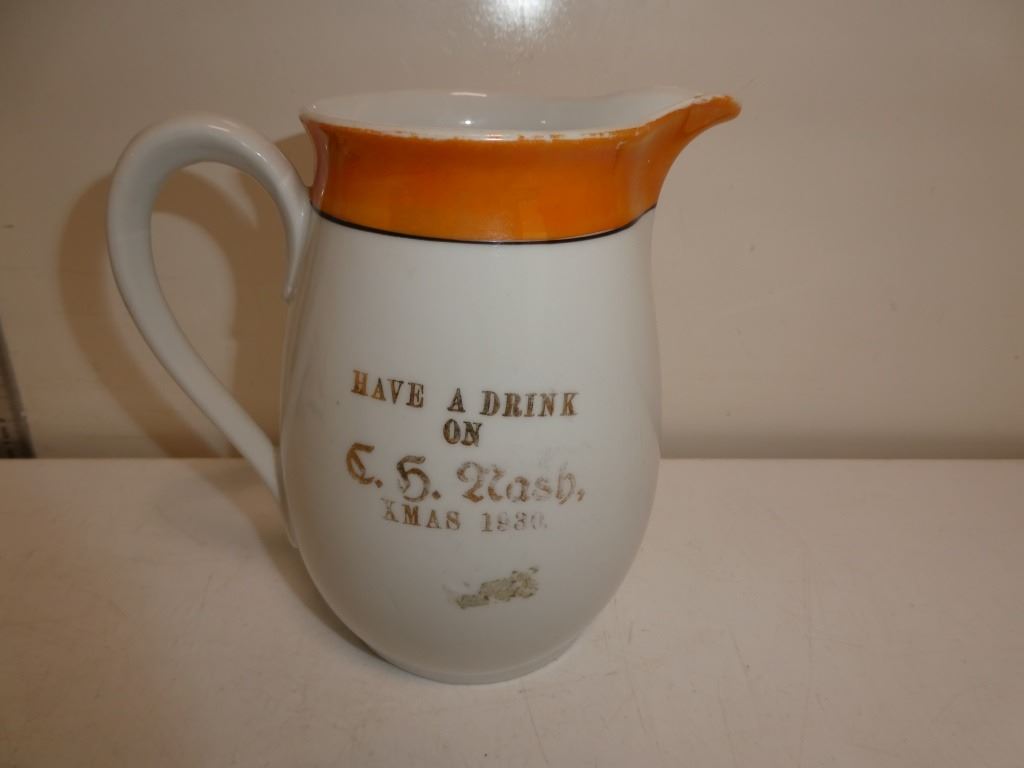 HAVE A DRINK
ON
C. H. Nash,
XMAS 1930.